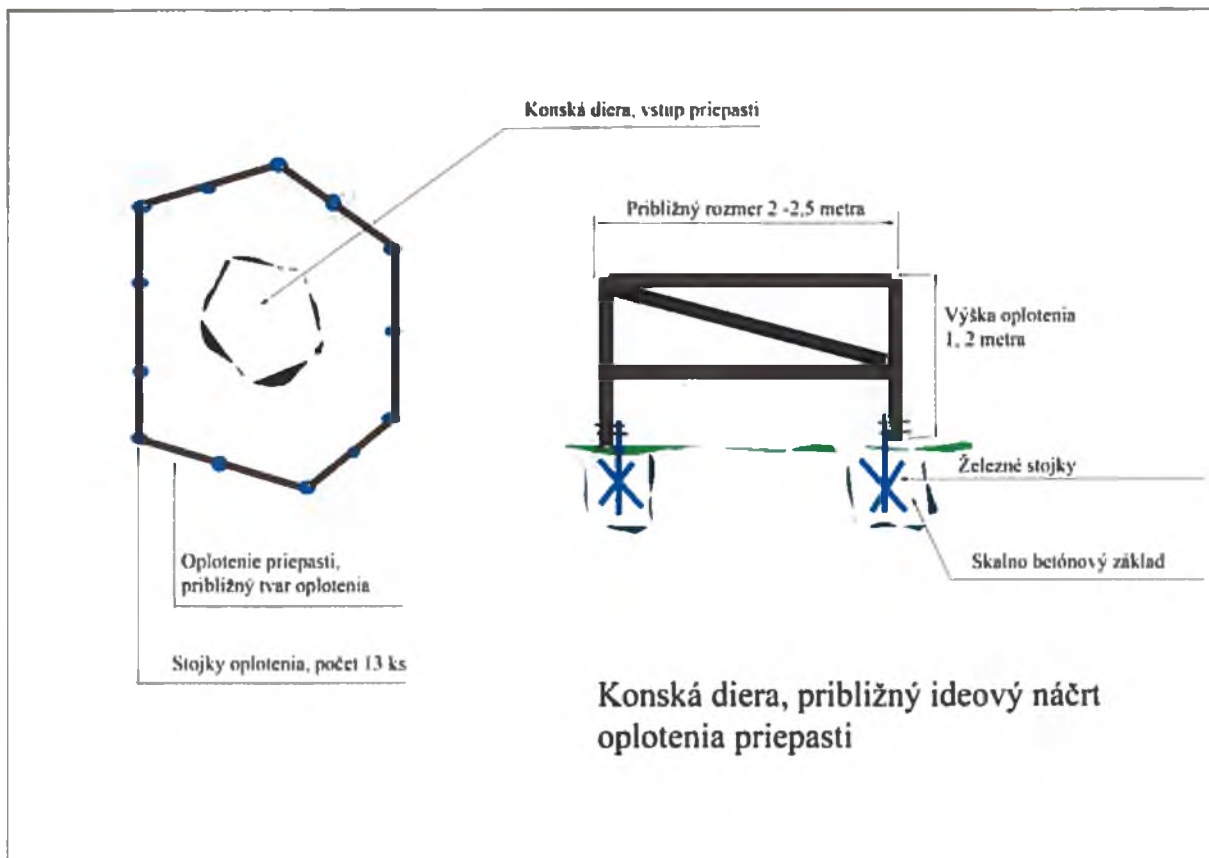 Konská diera, vstup priepasti
Približný rozmer 2 -2,5 metra
Výška oplotenia
1, 2 metra
Železné stojky
Skalno betónový základ
Oplotenie priepasti,
približný tvar oplotenia
Stojky oplotenia, počet 13 ks
Konská diera, približný ideový náčrt
oplotenia priepasti